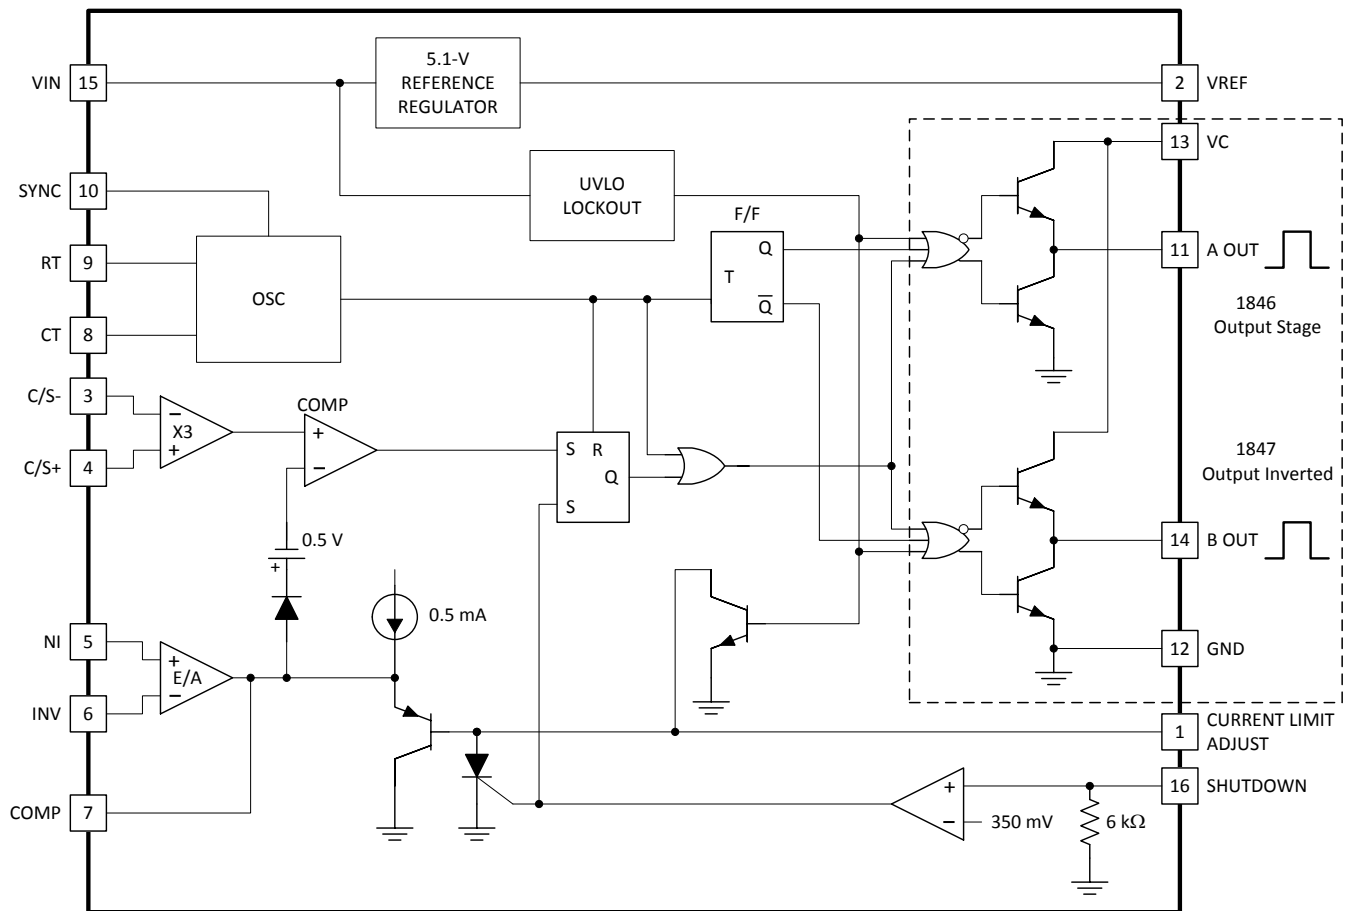 5.1-V
REFERENCE
REGULATOR
VIN 15
2 VREF
13 VC
SYNC 10
UVLO
LOCKOUT
F/F
Q
T
Q̅
RT 9
OSC
CT 8
11 A OUT
1846
Output Stage
C/S- 3
C/S+ 4
−
X3
+
COMP
+
−
S R
Q
S
1847
Output Inverted
14 B OUT
0.5 V
+
0.5 mA
NI 5
INV 6
+
E/A
−
12 GND
1 CURRENT LIMIT
ADJUST
COMP 7
16 SHUTDOWN
+
−
350 mV
6 kΩ